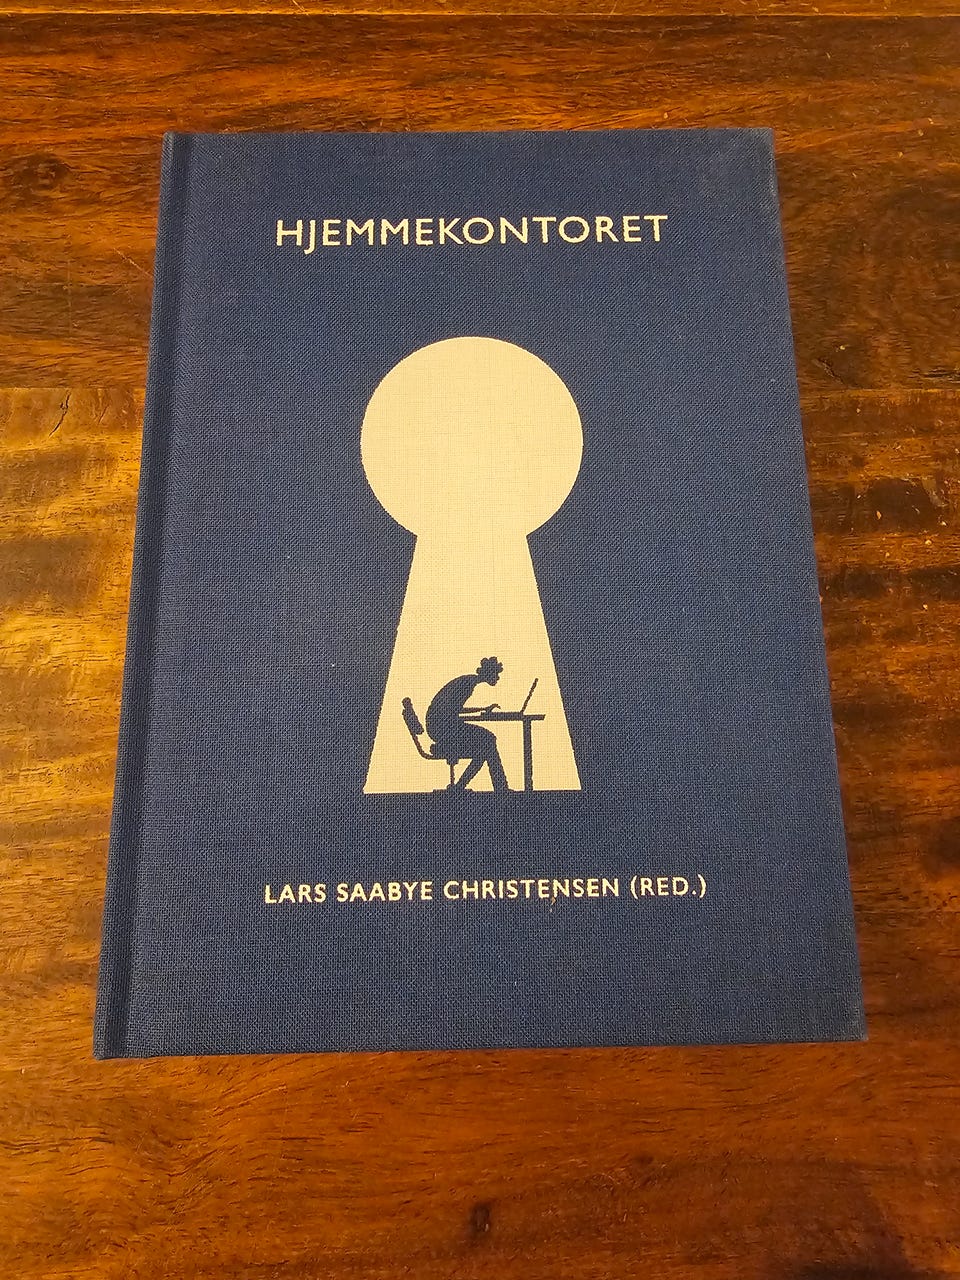 HJEMMEKONTORET
LARS SAABYE CHRISTENSEN (RED.)